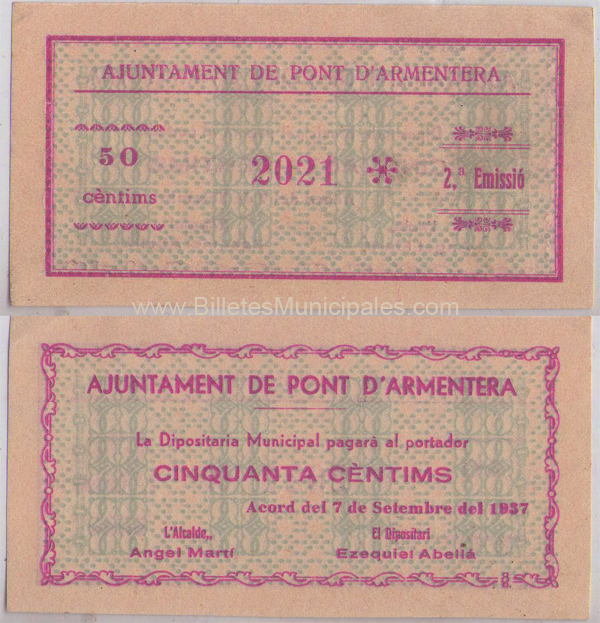 AJUNTAMENT DE PONT D'ARMENTERA
50
cèntims
2021
2.ª Emissió
www.BilletesMunicipales.com
AJUNTAMENT DE PONT D'ARMENTERA
La Dipositaria Municipal pagarà al portador
CINQUANTA CÈNTIMS
Acord del 7 de Setembre del 1937
L'Alcalde,, El Dipositari
Angel Martí Ezequiel Abellá